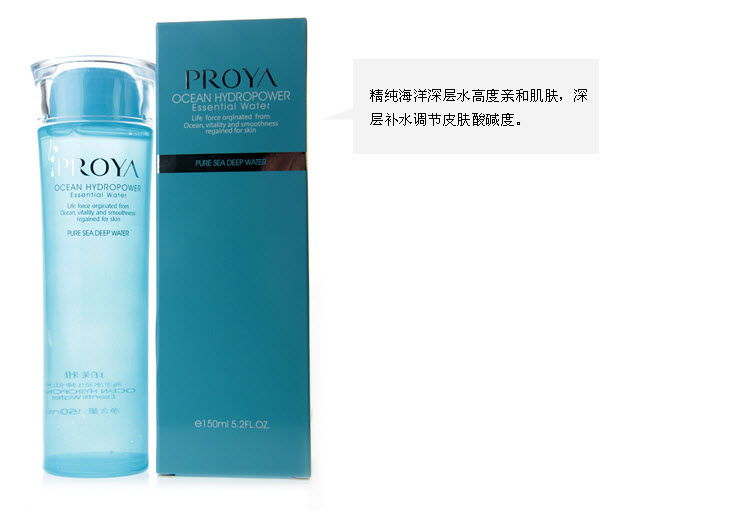 PROYA
OCEAN HYDROPOWER
Essential Water
Life force orginated from
Ocean, vitality and smoothness
regained for skin
PURE SEA DEEP WATER
℮150ml 5.2FL.OZ.
PROYA
OCEAN HYDROPOWER
Essential Water
Life force orginated from
Ocean, vitality and smoothness
regained for skin
PURE SEA DEEP WATER
精纯海洋深层水高度亲和肌肤，深
层补水调节皮肤酸碱度。